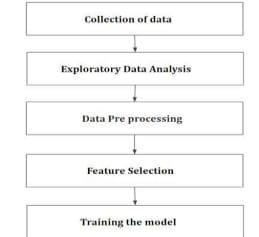 Collection of data
Exploratory Data Analysis
Data Pre processing
Feature Selection
Training the model